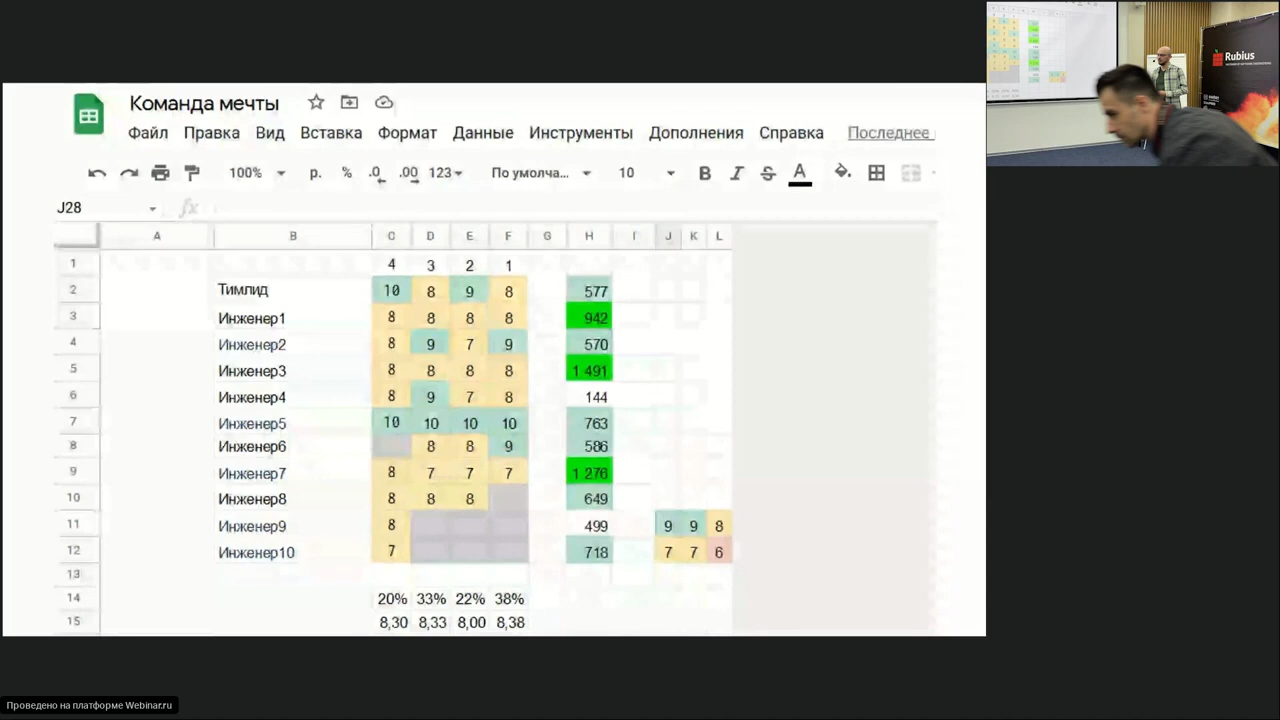 Команда мечты
Файл Правка Вид Вставка Формат Данные Инструменты Дополнения Справка Последнее
100% р. % .0 .00 123 По умолча... 10 B I S A
J28 fx
A B C D E F G H I J K L
1 4 3 2 1
2 Тимлид 10 8 9 8 577
3 Инженер1 8 8 8 8 942
4 Инженер2 8 9 7 9 570
5 Инженер3 8 8 8 8 1 491
6 Инженер4 8 9 7 8 144
7 Инженер5 10 10 10 10 763
8 Инженер6 8 8 9 586
9 Инженер7 8 7 7 7 1 276
10 Инженер8 8 8 8 649
11 Инженер9 8 499 9 9 8
12 Инженер10 7 718 7 7 6
13
14 20% 33% 22% 38%
15 8,30 8,33 8,00 8,38
Rubius
Проведено на платформе Webinar.ru